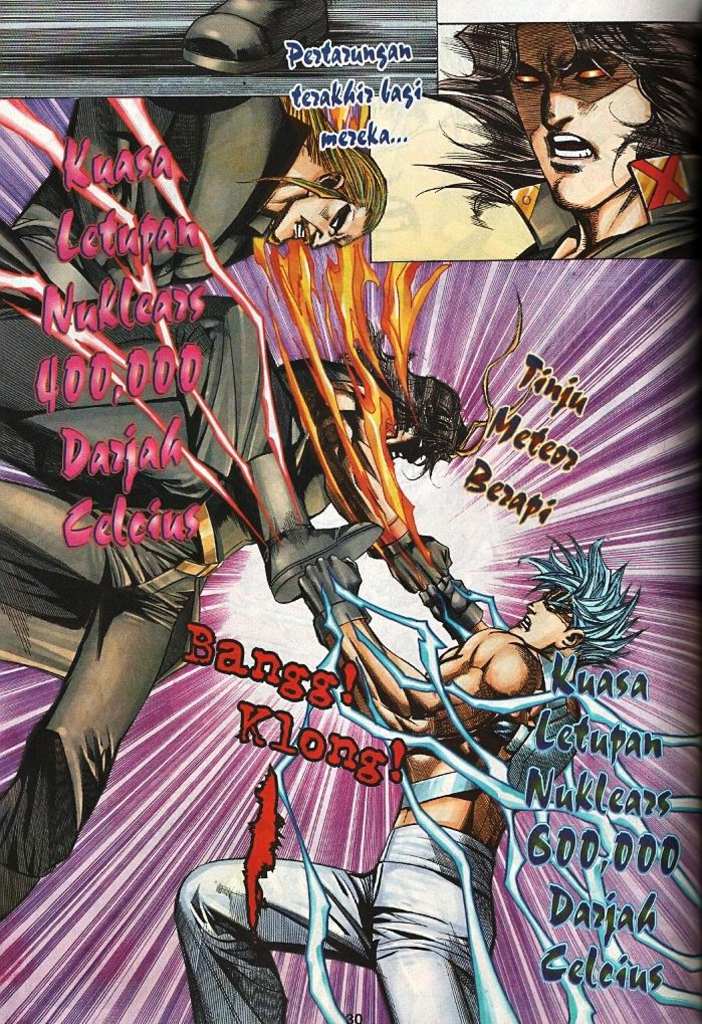 Pertarungan
terakhir bagi
mereka...
Kuasa
Letupan
Nuklears
400,000
Darjah
Celcius
Tinju
Meteor
Berapi
Bangg!
Klong!
Kuasa
Letupan
Nuklears
600,000
Darjah
Celcius
30